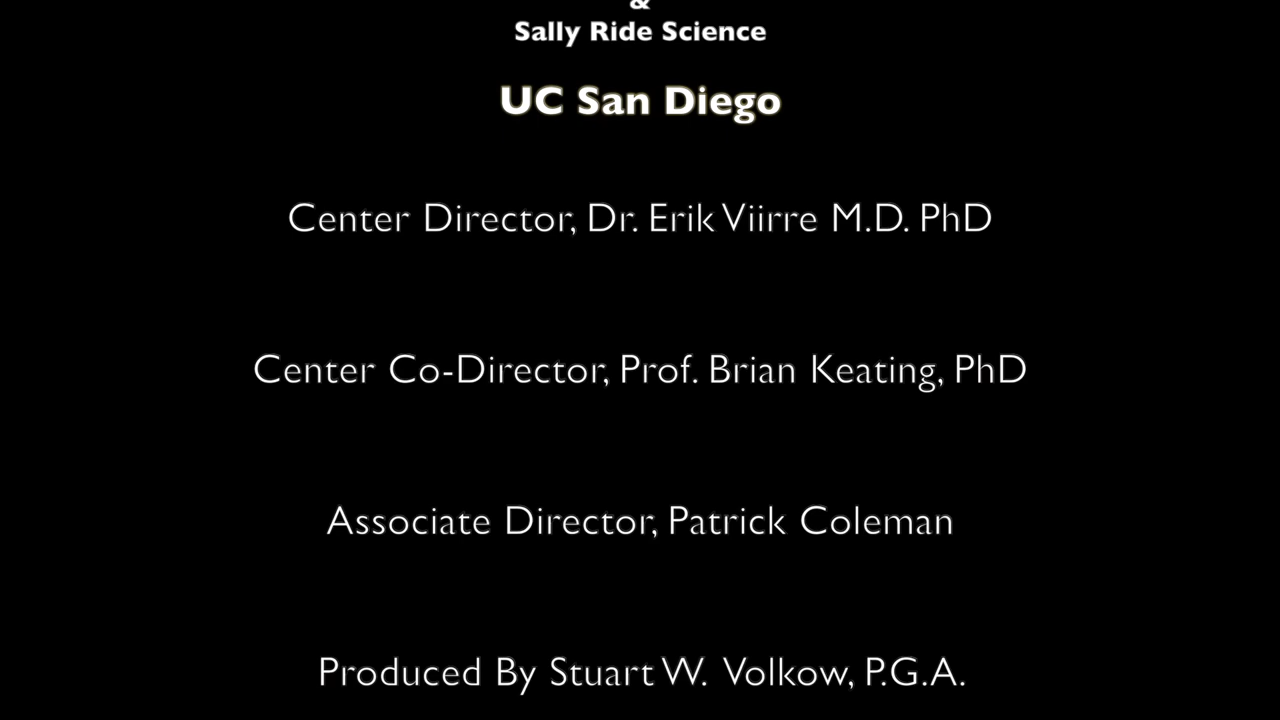 &
Sally Ride Science
UC San Diego
Center Director, Dr. Erik Viirre M.D. PhD
Center Co-Director, Prof. Brian Keating, PhD
Associate Director, Patrick Coleman
Produced By Stuart W. Volkow, P.G.A.